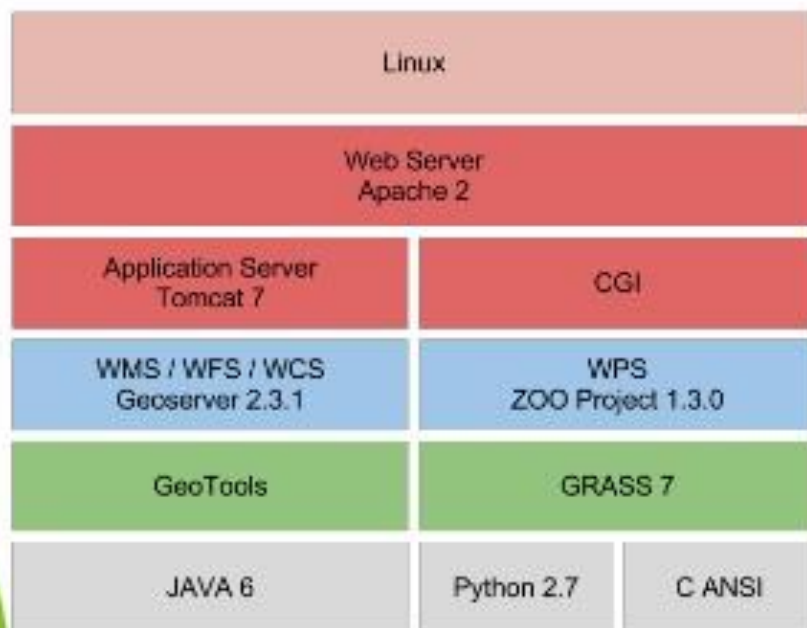 Linux
Web Server
Apache 2
Application Server
Tomcat 7
CGI
WMS / WFS / WCS
Geoserver 2.3.1
WPS
ZOO Project 1.3.0
GeoTools
GRASS 7
JAVA 6
Python 2.7
C ANSI